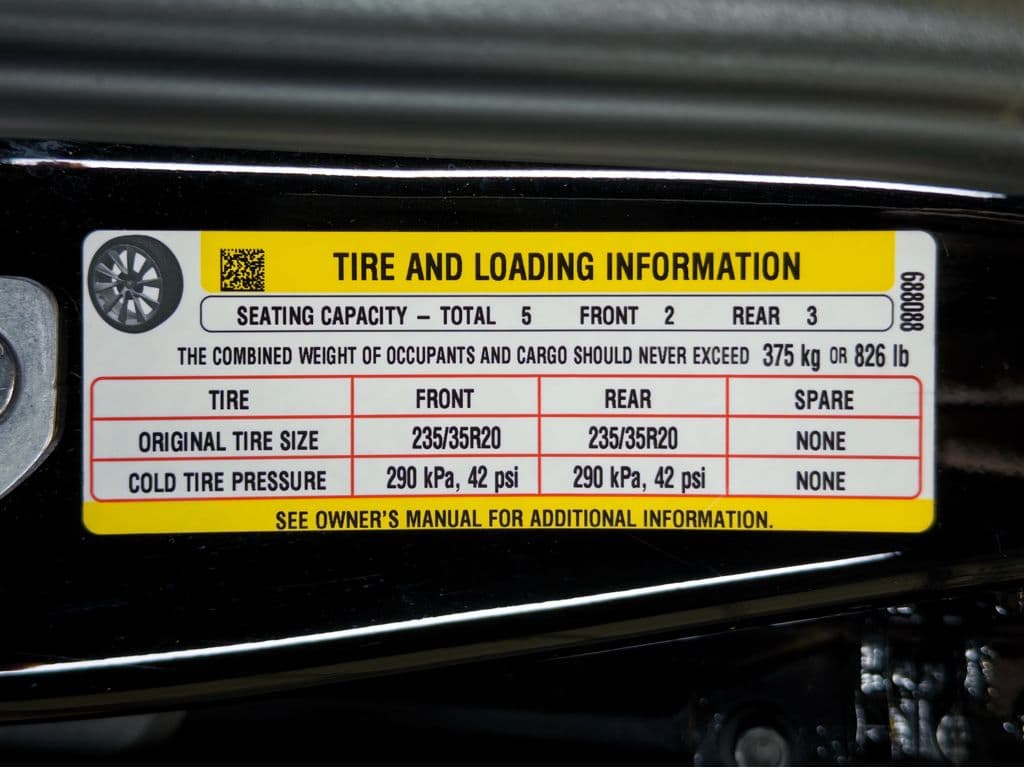 TIRE AND LOADING INFORMATION
SEATING CAPACITY – TOTAL 5 FRONT 2 REAR 3
688088
THE COMBINED WEIGHT OF OCCUPANTS AND CARGO SHOULD NEVER EXCEED 375 kg OR 826 lb
TIRE FRONT REAR SPARE
ORIGINAL TIRE SIZE 235/35R20 235/35R20 NONE
COLD TIRE PRESSURE 290 kPa, 42 psi 290 kPa, 42 psi NONE
SEE OWNER'S MANUAL FOR ADDITIONAL INFORMATION.